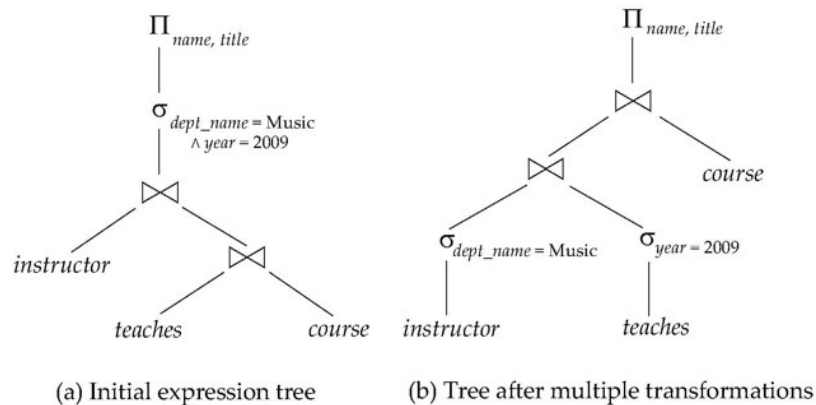 Π name, title
σ dept_name = Music
∧ year = 2009
⋈
instructor
⋈
teaches course
(a) Initial expression tree
Π name, title
⋈
⋈
course
σ dept_name = Music σ year = 2009
instructor teaches
(b) Tree after multiple transformations